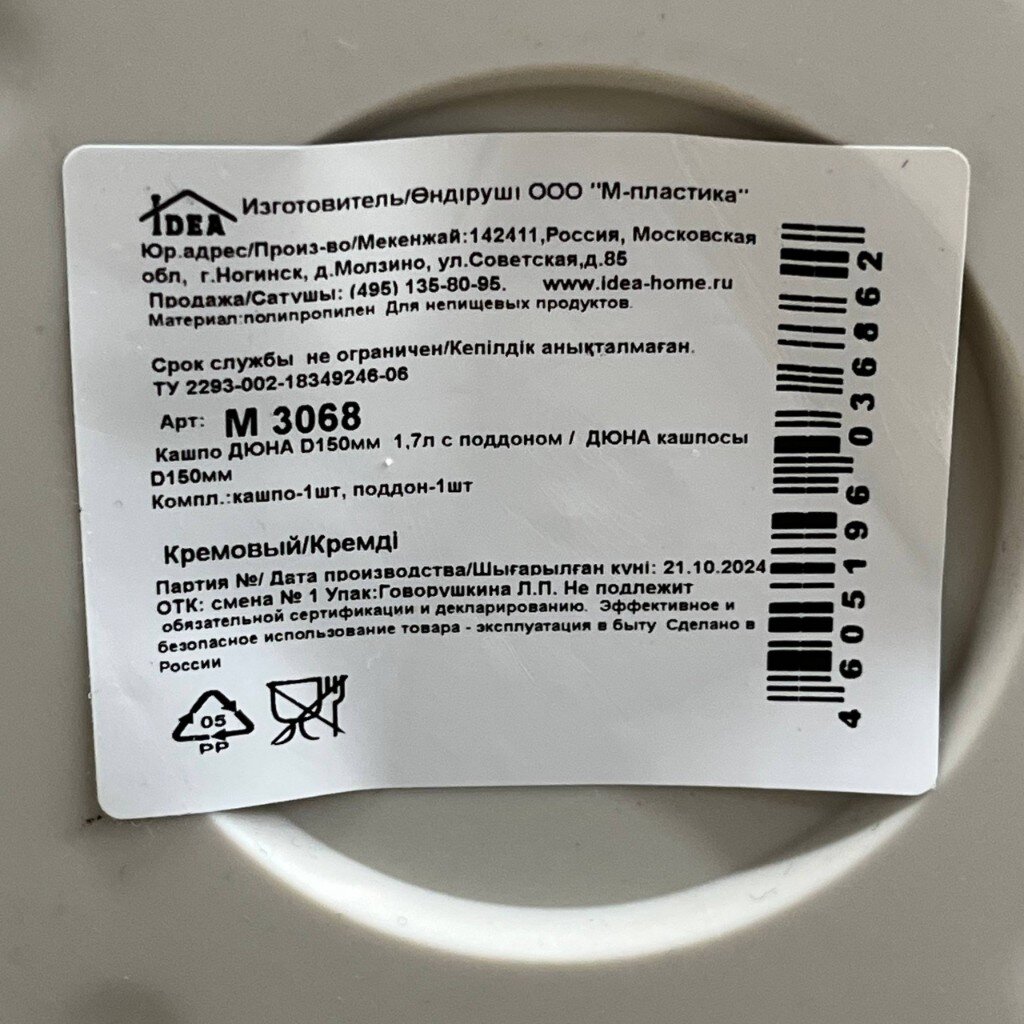 IDEA
Изготовитель/Өндіруші ООО "М-пластика"
Юр.адрес/Произ-во/Мекенжай:142411,Россия, Московская
обл, г.Ногинск, д.Молзино, ул.Советская,д.85
Продажа/Сатушы: (495) 135-80-95. www.idea-home.ru
Материал:полипропилен Для непищевых продуктов.
Срок службы не ограничен/Кепілдік анықталмаған.
ТУ 2293-002-18349246-06
Арт: М 3068
Кашпо ДЮНА D150мм 1,7л с поддоном / ДЮНА кашпосы
D150мм
Компл.:кашпо-1шт, поддон-1шт
Кремовый/Кремді
Партия №/ Дата производства/Шығарылған күні: 21.10.2024
ОТК: смена № 1 Упак:Говорушкина Л.П. Не подлежит
обязательной сертификации и декларированию. Эффективное и
безопасное использование товара - эксплуатация в быту Сделано в
России
05
PP
4605196036862